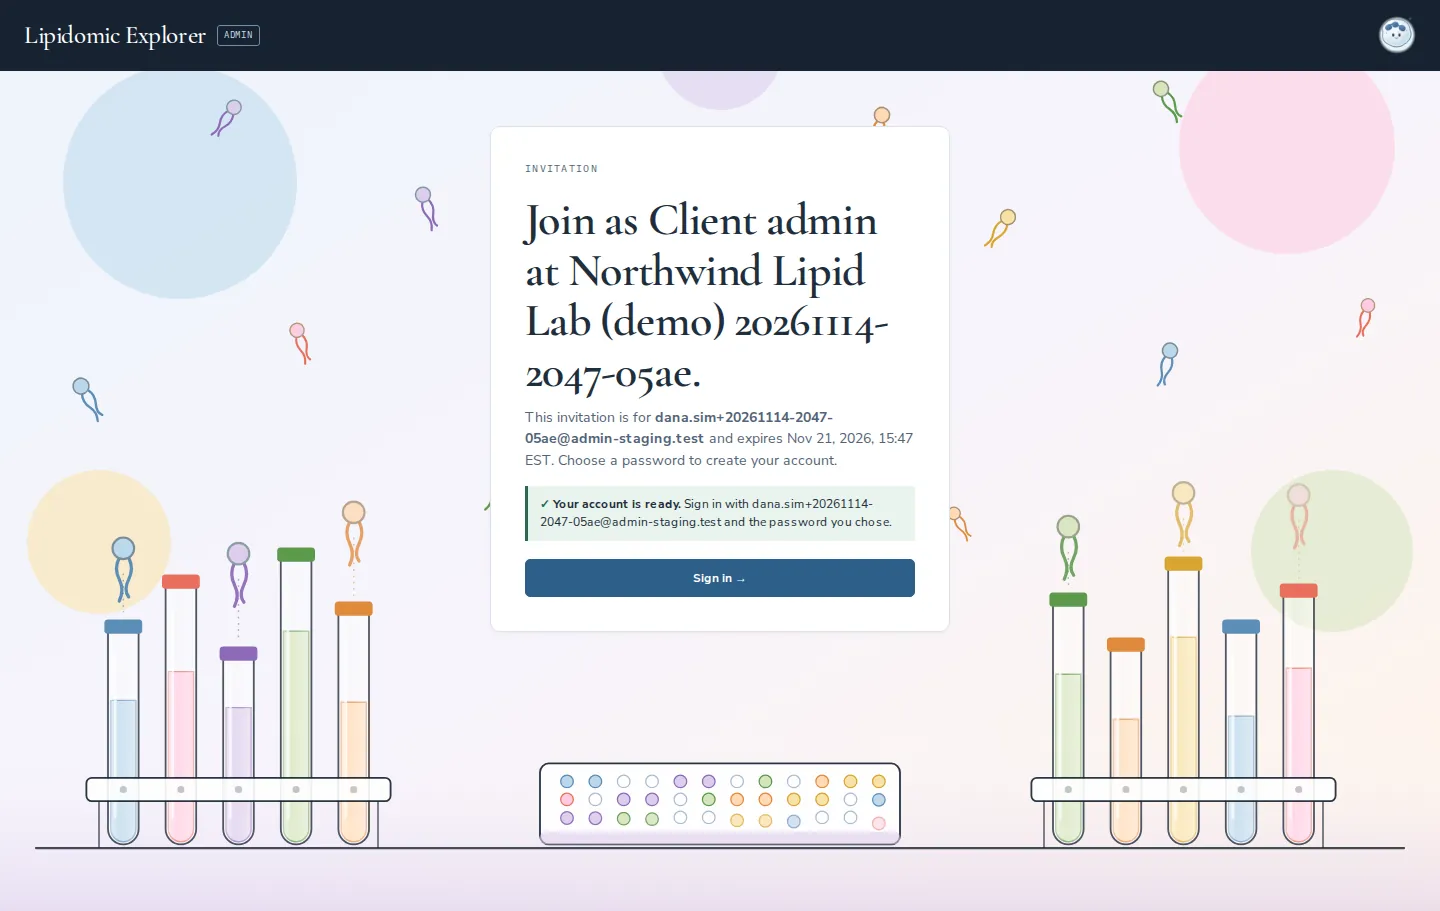 Lipidomic Explorer ADMIN
INVITATION
Join as Client admin
at Northwind Lipid
Lab (demo) 20261114-
2047-05ae.
This invitation is for dana.sim+20261114-2047-
05ae@admin-staging.test and expires Nov 21, 2026, 15:47
EST. Choose a password to create your account.
✓ Your account is ready. Sign in with dana.sim+20261114-
2047-05ae@admin-staging.test and the password you chose.
Sign in →